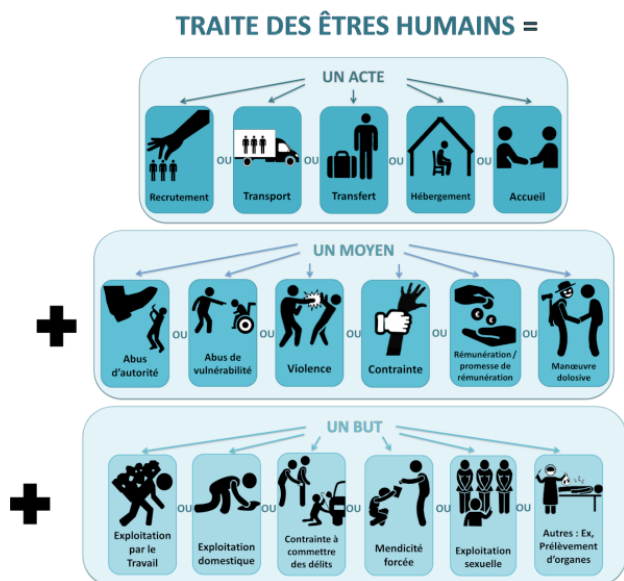 TRAITE DES ÊTRES HUMAINS =
UN ACTE
Recrutement
OU
Transport
OU
Transfert
OU
Hébergement
OU
Accueil
+
UN MOYEN
Abus
d'autorité
OU
Abus de
vulnérabilité
OU
Violence
OU
Contrainte
OU
Rémunération /
promesse de
rémunération
OU
Manœuvre
dolosive
+
UN BUT
Exploitation
par le
Travail
OU
Exploitation
domestique
OU
Contrainte à
commettre
des délits
OU
Mendicité
forcée
OU
Exploitation
sexuelle
OU
Autres : Ex,
Prélèvement
d'organes